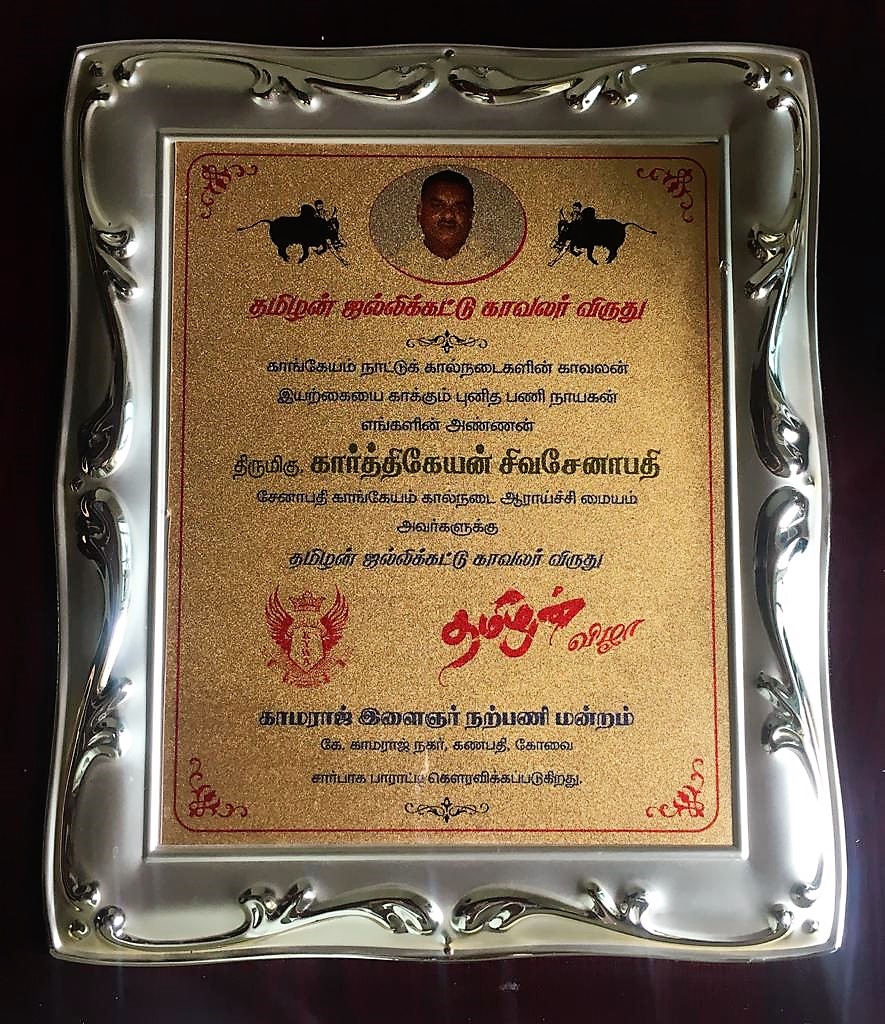 தமிழன் ஜல்லிக்கட்டு காவலர் விருது
காங்கேயம் நாட்டுக் கால்நடைகளின் காவலன்
இயற்கையை காக்கும் புனித பணி நாயகன்
எங்களின் அண்ணன்
திருமிகு. கார்த்திகேயன் சிவசேனாபதி
சேனாபதி காங்கேயம் கால்நடை ஆராய்ச்சி மையம்
அவர்களுக்கு
தமிழன் ஜல்லிக்கட்டு காவலர் விருது
தமிழன் விழா
காமராஜ் இளைஞர் நற்பணி மன்றம்
கே. காமராஜ் நகர், கணபதி, கோவை
சார்பாக பாராட்டி கௌரவிக்கப்படுகிறது.